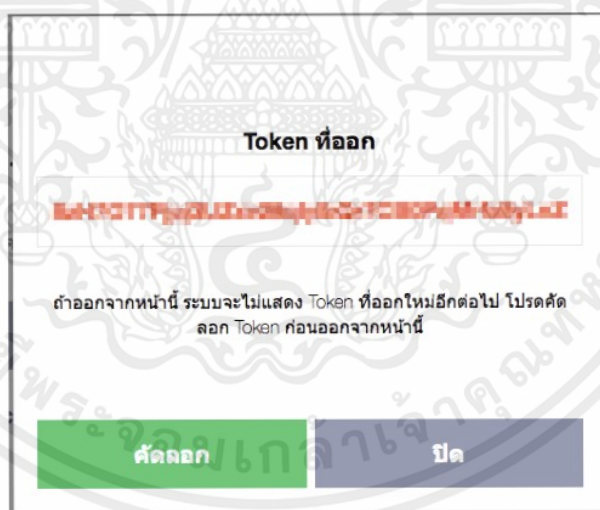 Token ที่ออก
ถ้าออกจากหน้านี้ ระบบจะไม่แสดง Token ที่ออกใหม่อีกต่อไป โปรดคัด
ลอก Token ก่อนออกจากหน้านี้
คัดลอก
ปิด